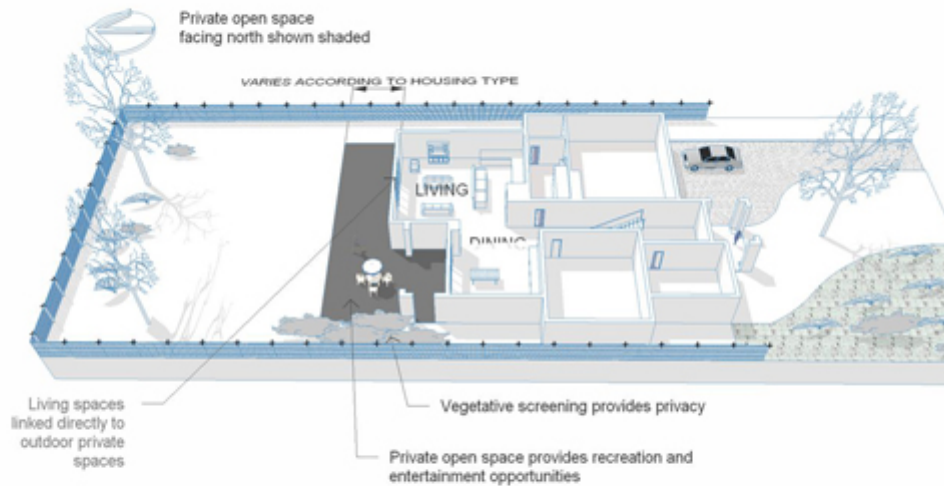 Private open space
facing north shown shaded
VARIES ACCORDING TO HOUSING TYPE
LIVING
DINING
Living spaces
linked directly to
outdoor private
spaces
Vegetative screening provides privacy
Private open space provides recreation and
entertainment opportunities